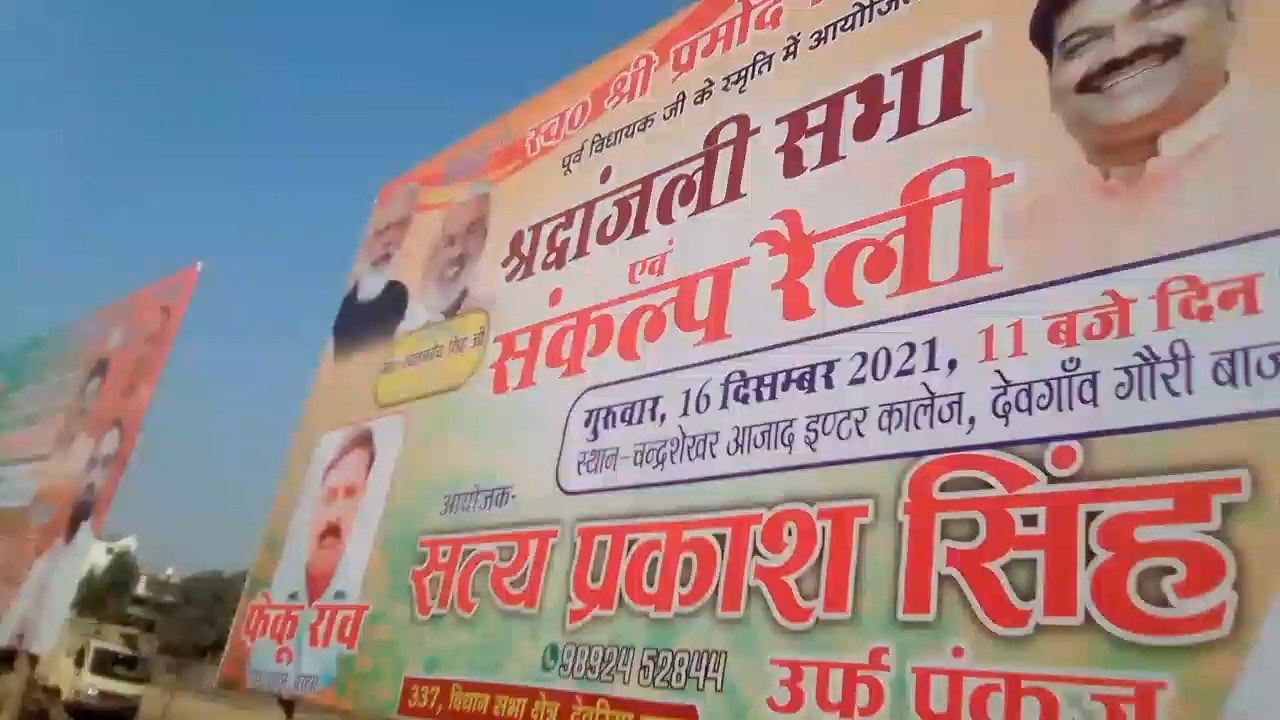 स्व0 श्री प्रमोद
पूर्व विधायक जी के स्मृति में आयोजित
श्रद्धांजली सभा
एवं
संकल्प रैली
गुरुवार, 16 दिसम्बर 2021, 11 बजे दिन
स्थान-चन्द्रशेखर आजाद इण्टर कालेज, देवगाँव गौरी
आयोजक-
सत्य प्रकाश सिंह
फेकू राव
98924 52844
उर्फ पंकज
337, विधान सभा क्षेत्र,